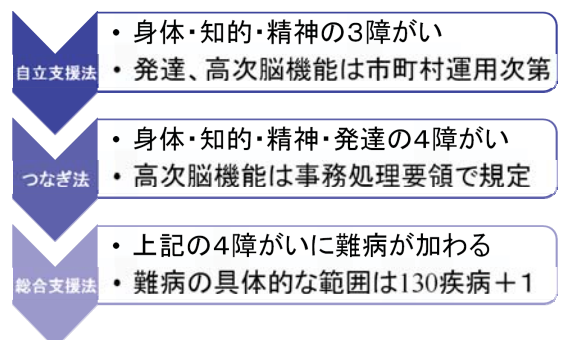 自立支援法
• 身体・知的・精神の３障がい
• 発達、高次脳機能は市町村運用次第
つなぎ法
• 身体・知的・精神・発達の４障がい
• 高次脳機能は事務処理要領で規定
総合支援法
• 上記の４障がいに難病が加わる
• 難病の具体的な範囲は130疾病＋１